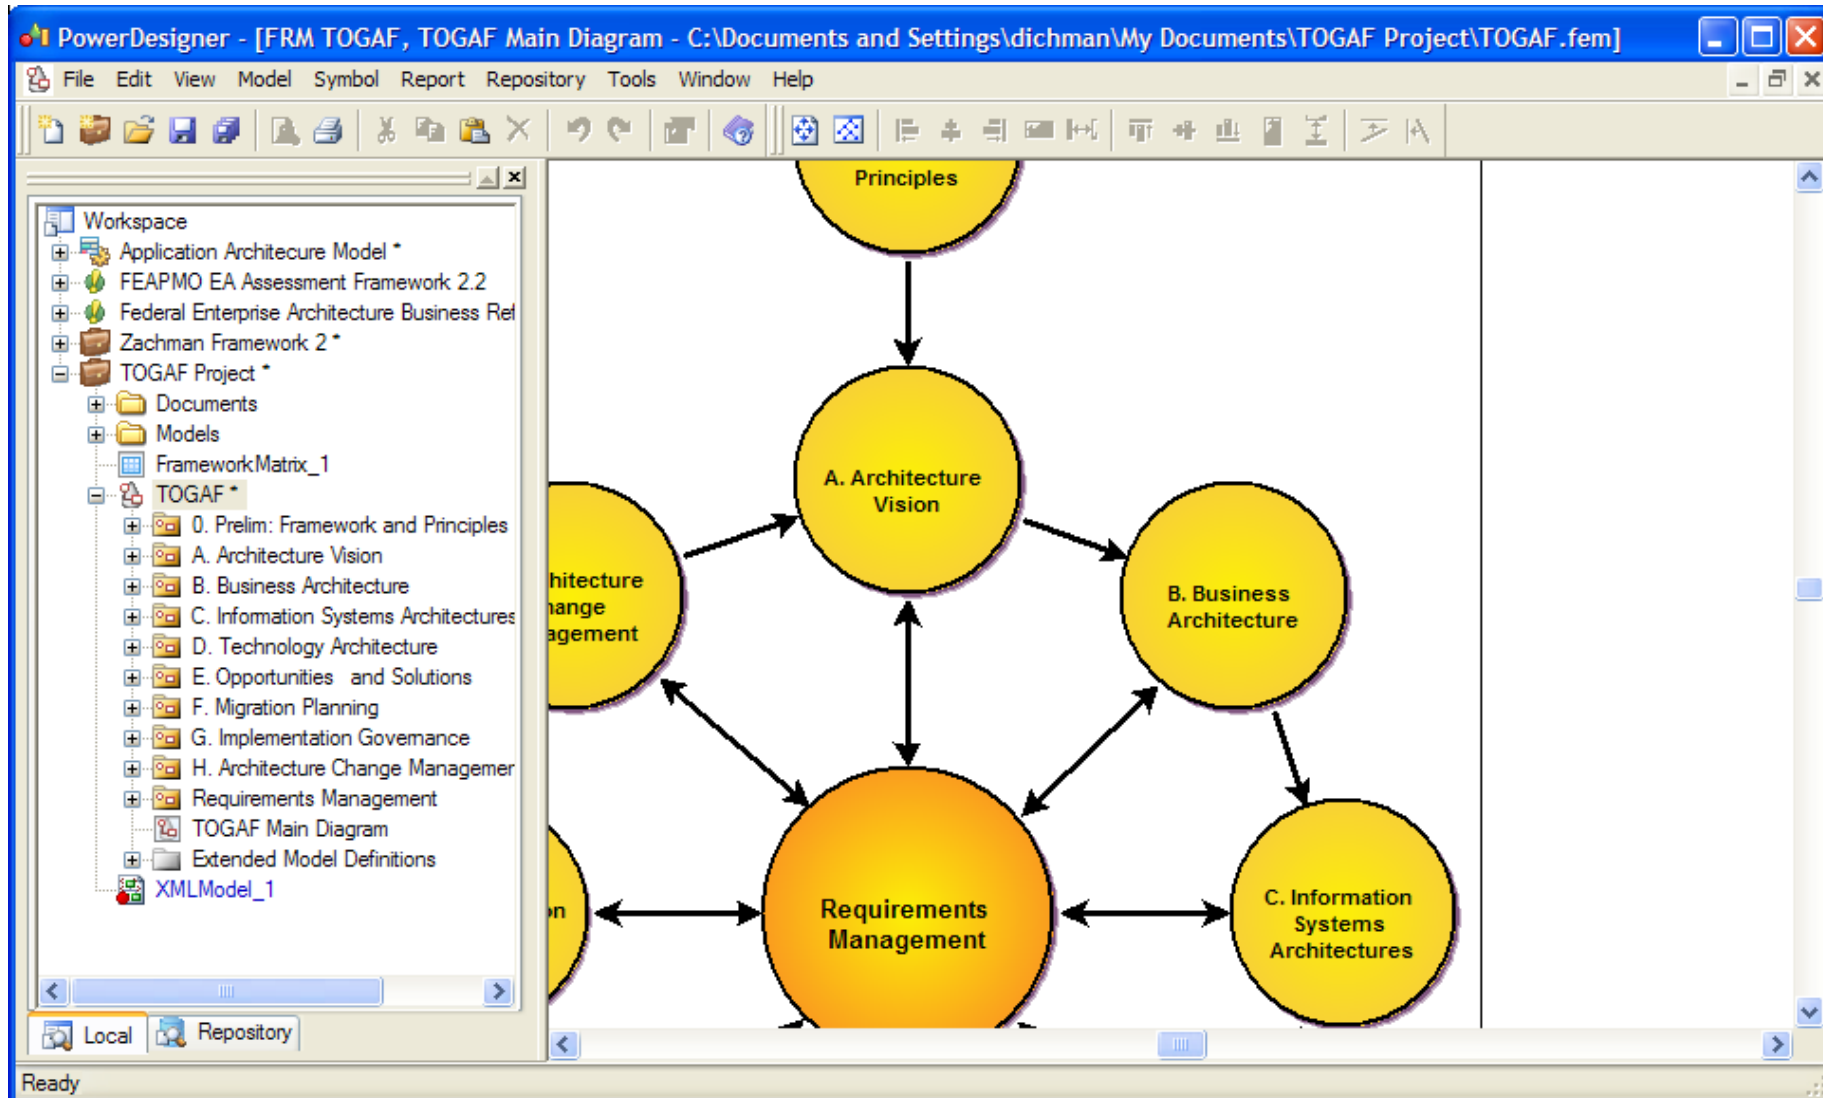 PowerDesigner - [FRM TOGAF, TOGAF Main Diagram - C:\Documents and Settings\dichman\My Documents\TOGAF Project\TOGAF.fem]
File Edit View Model Symbol Report Repository Tools Window Help
Workspace
Application Architecure Model *
FEAPMO EA Assessment Framework 2.2
Federal Enterprise Architecture Business Ref
Zachman Framework 2 *
TOGAF Project *
Documents
Models
FrameworkMatrix_1
TOGAF *
0. Prelim: Framework and Principles
A. Architecture Vision
B. Business Architecture
C. Information Systems Architectures
D. Technology Architecture
E. Opportunities and Solutions
F. Migration Planning
G. Implementation Governance
H. Architecture Change Managemer
Requirements Management
TOGAF Main Diagram
Extended Model Definitions
XMLModel_1
Local Repository
Principles
A. Architecture
Vision
hitecture
hange
agement
B. Business
Architecture
on
Requirements
Management
C. Information
Systems
Architectures
Ready